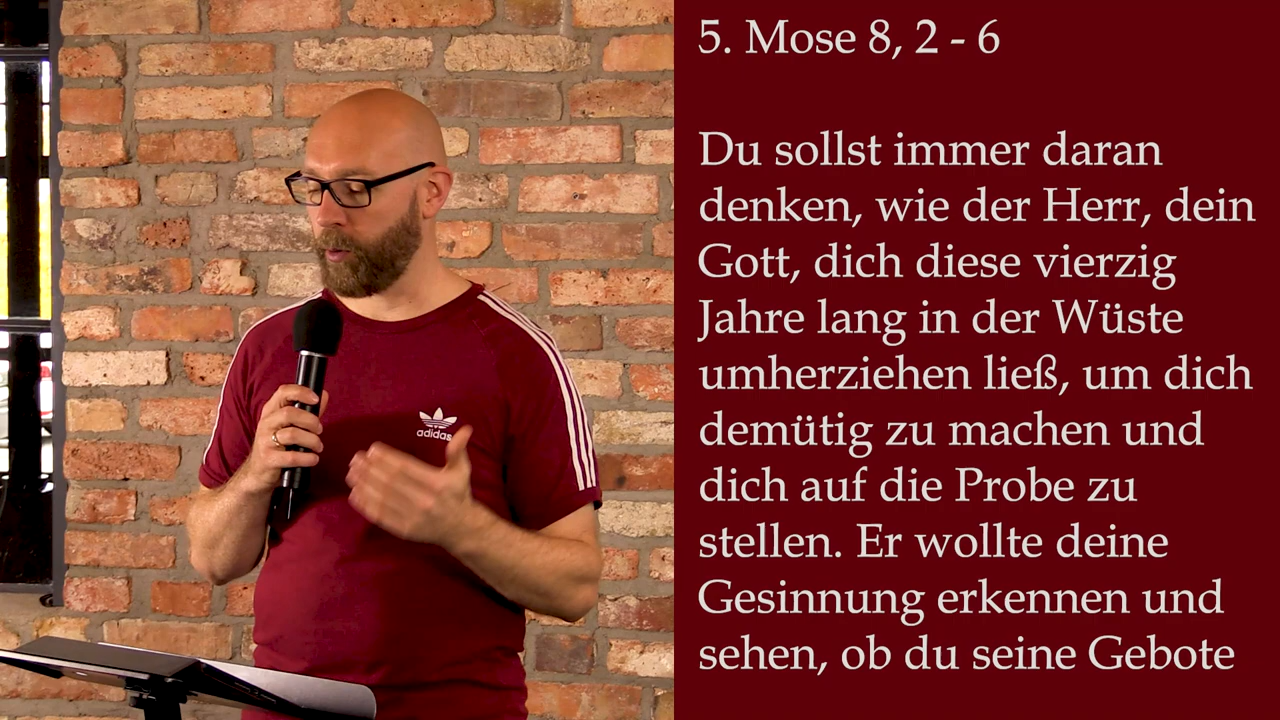 5. Mose 8, 2 - 6
Du sollst immer daran
denken, wie der Herr, dein
Gott, dich diese vierzig
Jahre lang in der Wüste
umherziehen ließ, um dich
demütig zu machen und
dich auf die Probe zu
stellen. Er wollte deine
Gesinnung erkennen und
sehen, ob du seine Gebote
adidas